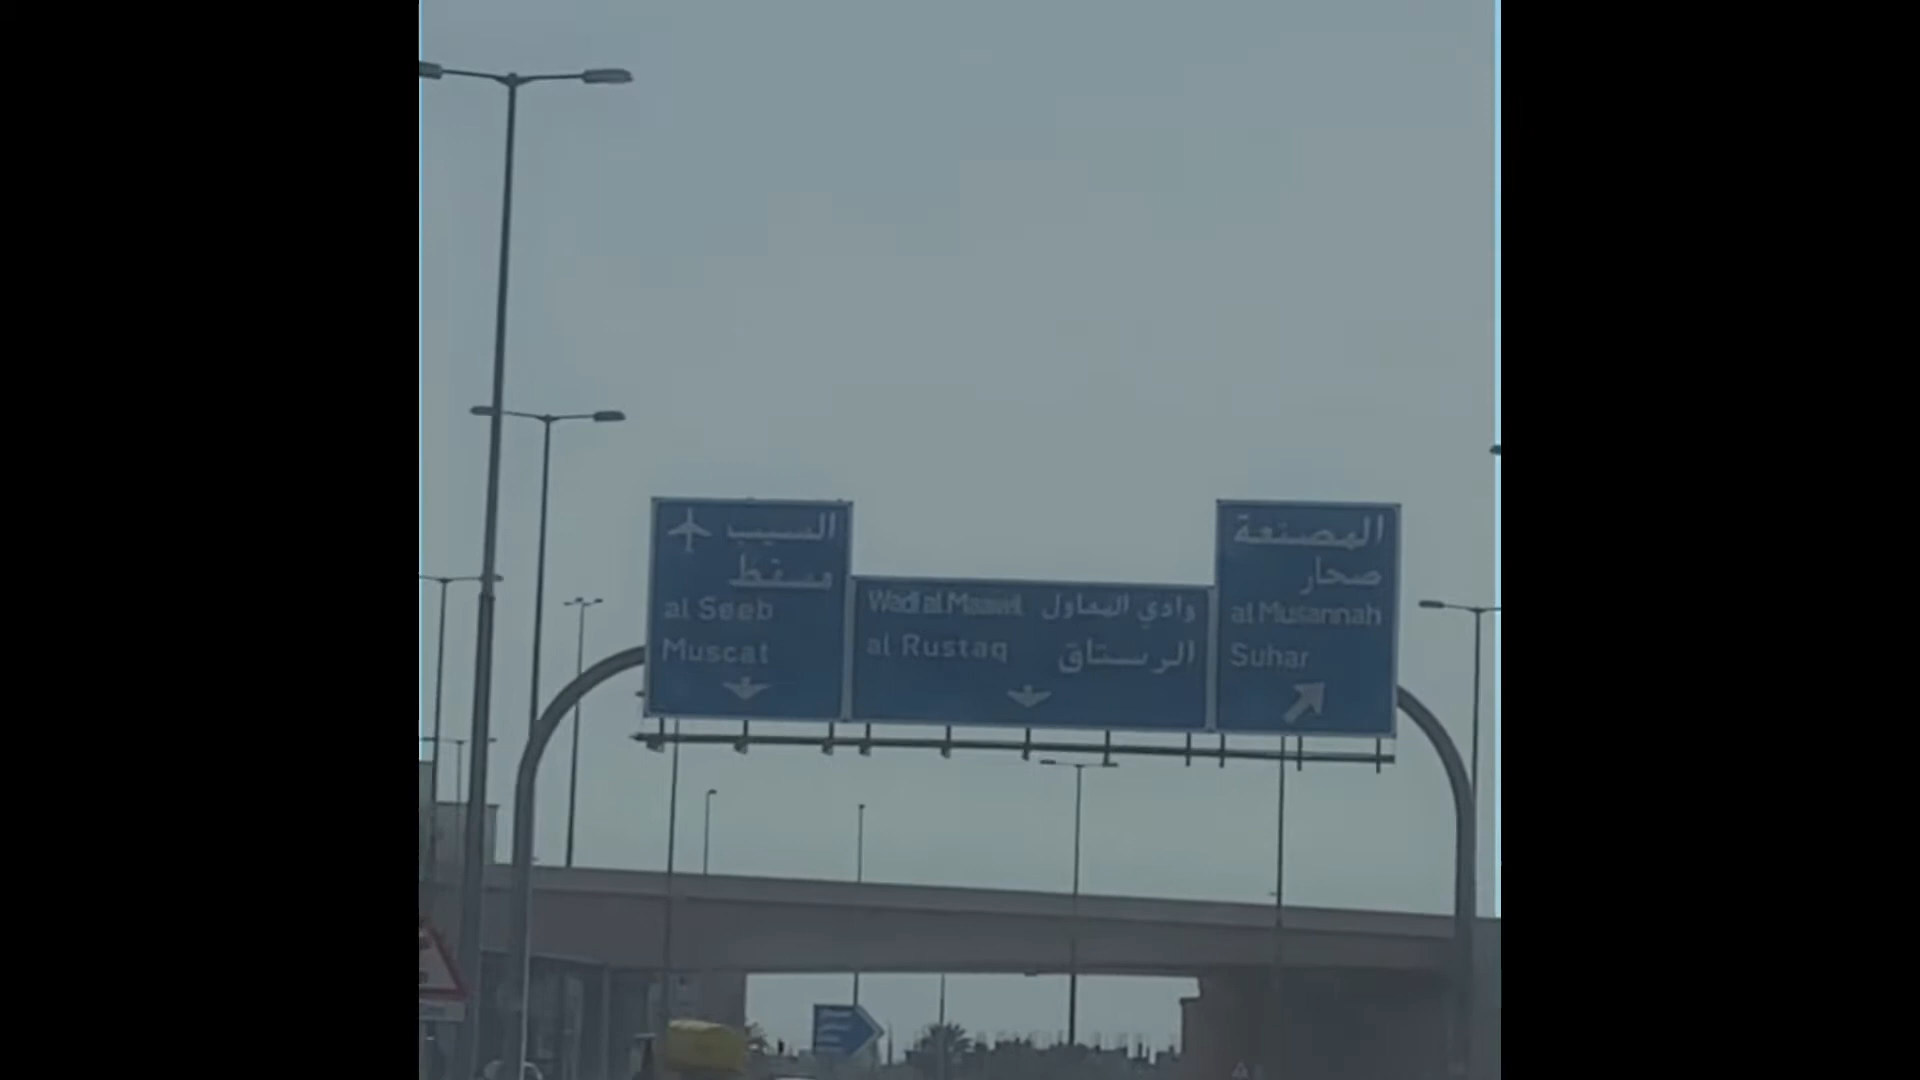 السيب
مسقط
al Seeb
Muscat
Wadi al Maawil وادي المعاول
al Rustaq الرستاق
المصنعة
صحار
al Musannah
Suhar